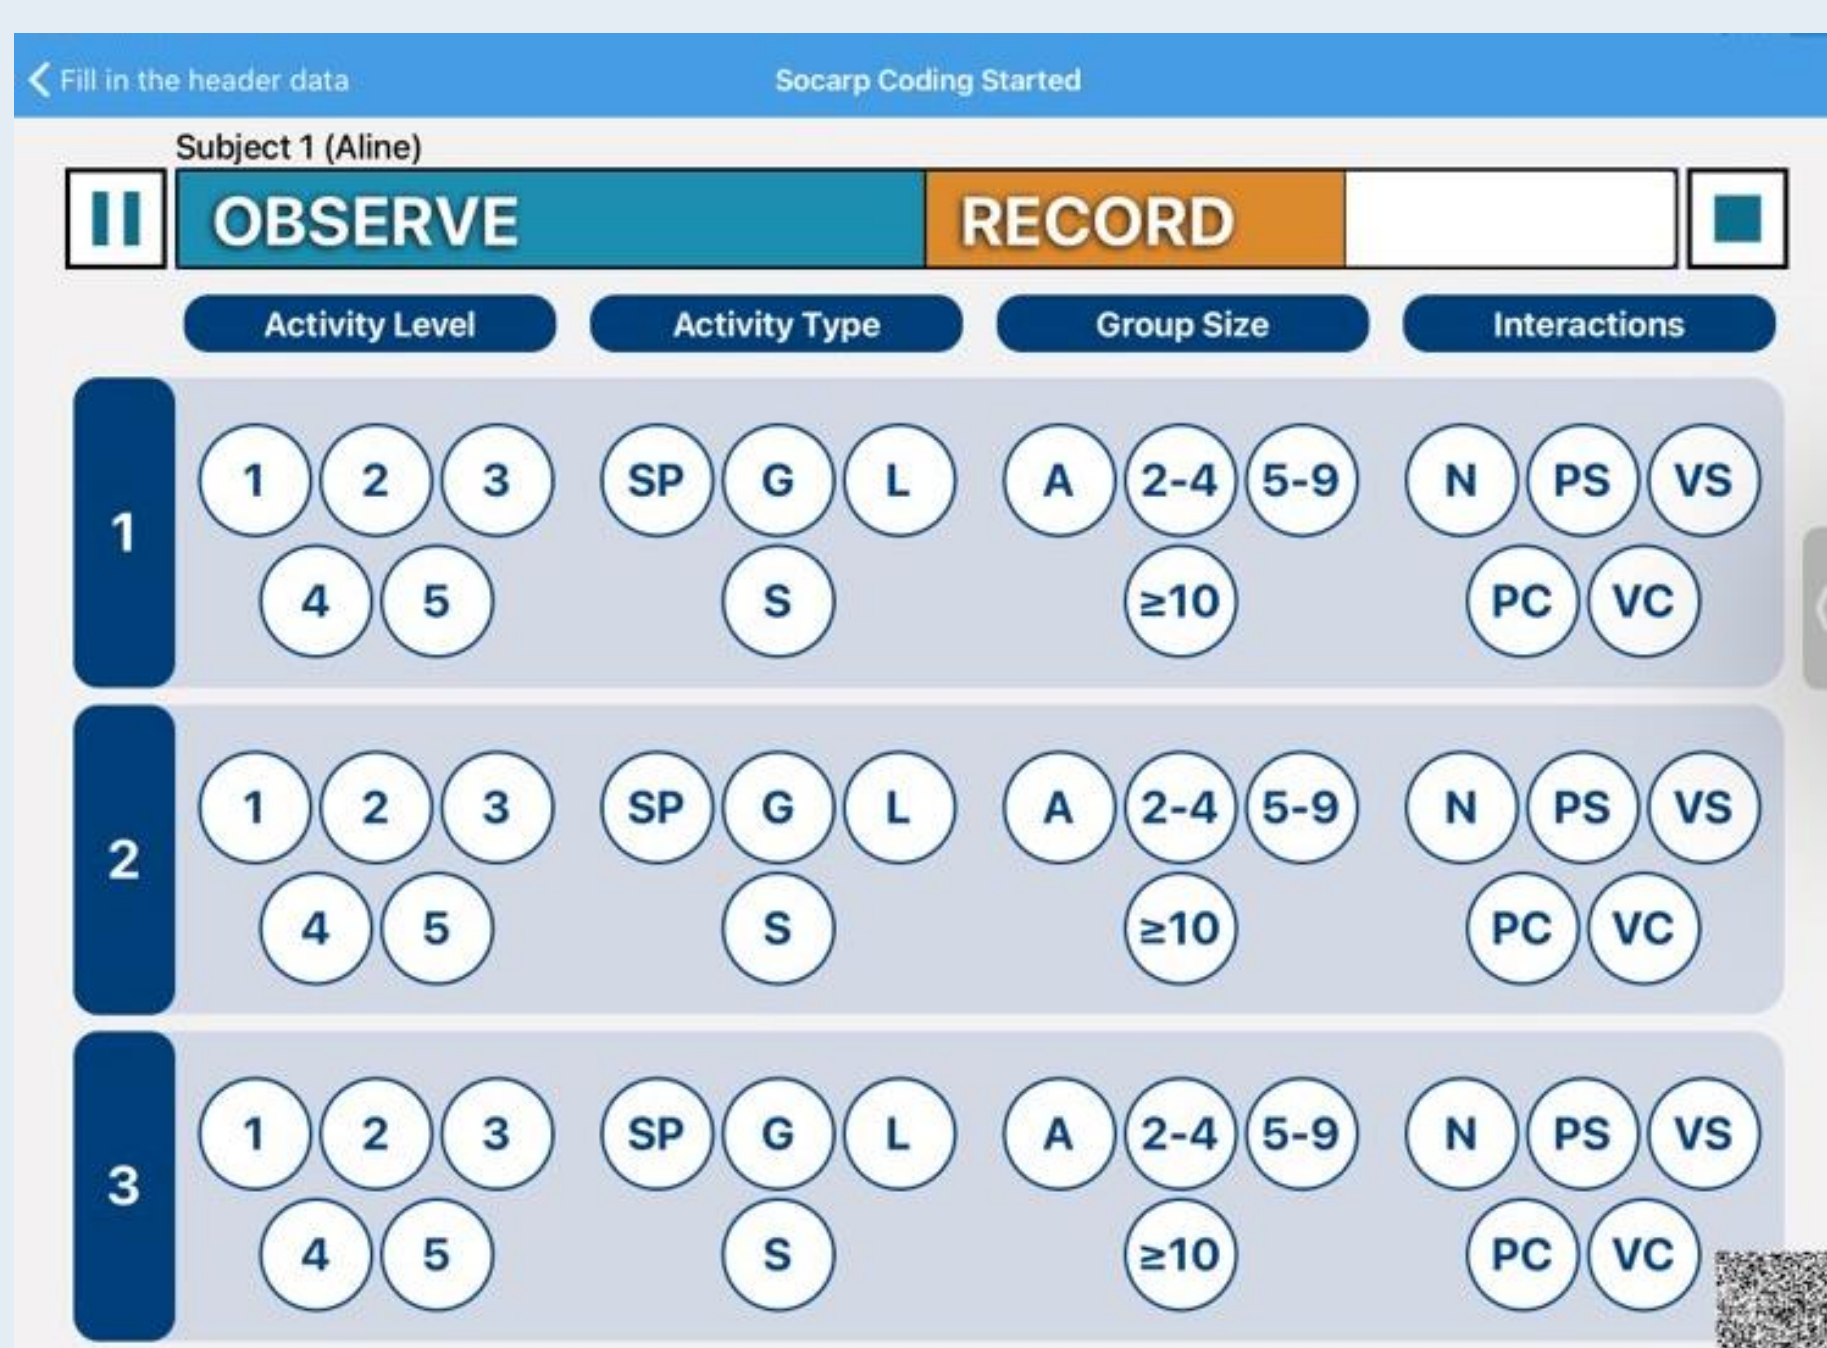 Fill in the header data Socarp Coding Started
Subject 1 (Aline)
OBSERVE RECORD
Activity Level Activity Type Group Size Interactions
1 2 3 SP G L A 2-4 5-9 N PS VS
1
4 5 S ≥10 PC VC
1 2 3 SP G L A 2-4 5-9 N PS VS
2
4 5 S ≥10 PC VC
1 2 3 SP G L A 2-4 5-9 N PS VS
3
4 5 S ≥10 PC VC